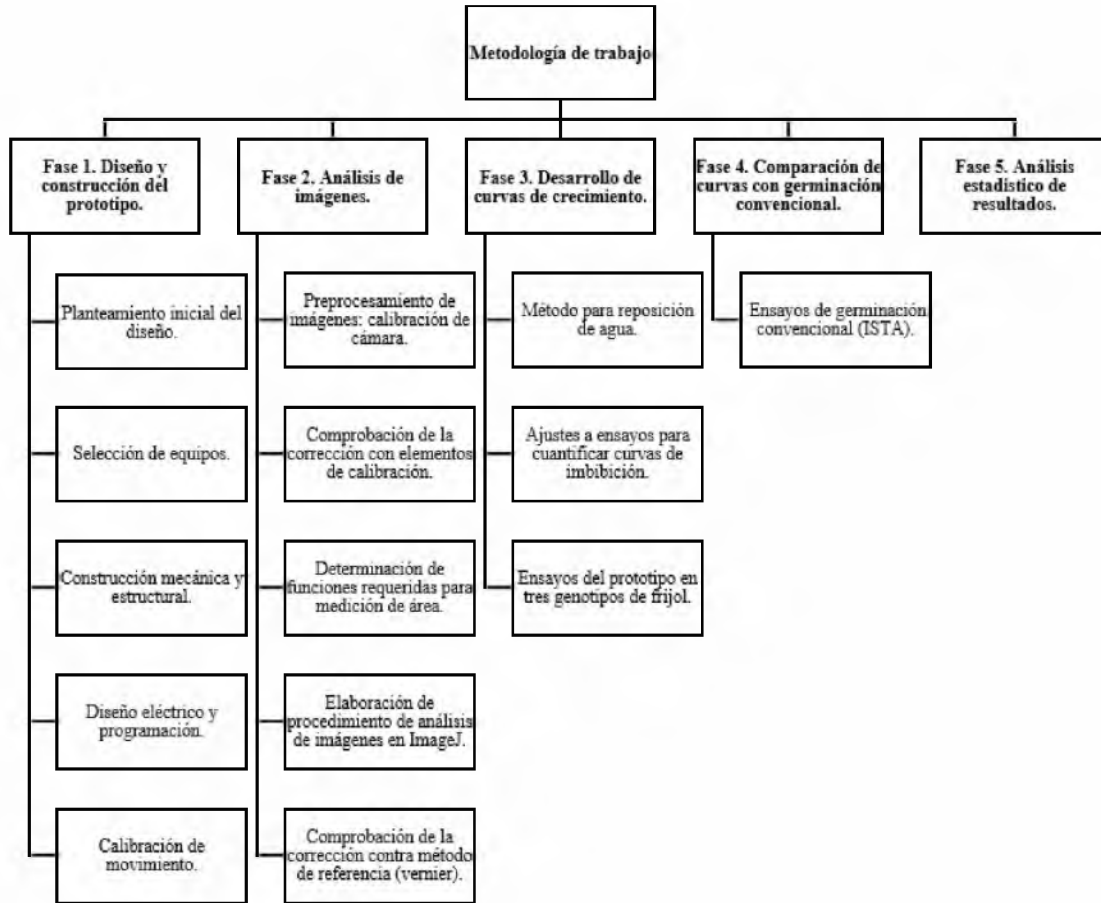 Metodología de trabajo
Fase 1. Diseño y
construcción del
prototipo.
Fase 2. Análisis de
imágenes.
Fase 3. Desarrollo de
curvas de crecimiento.
Fase 4. Comparación de
curvas con germinación
convencional.
Fase 5. Análisis
estadístico de
resultados.
Planteamiento inicial del
diseño.
Selección de equipos.
Construcción mecánica y
estructural.
Diseño eléctrico y
programación.
Calibración de
movimiento.
Preprocesamiento de
imágenes: calibración de
cámara.
Comprobación de la
corrección con elementos
de calibración.
Determinación de
funciones requeridas para
medición de área.
Elaboración de
procedimiento de análisis
de imágenes en ImageJ.
Comprobación de la
corrección contra método
de referencia (vernier).
Método para reposición
de agua.
Ajustes a ensayos para
cuantificar curvas de
imbibición.
Ensayos del prototipo en
tres genotipos de frijol.
Ensayos de germinación
convencional (ISTA).